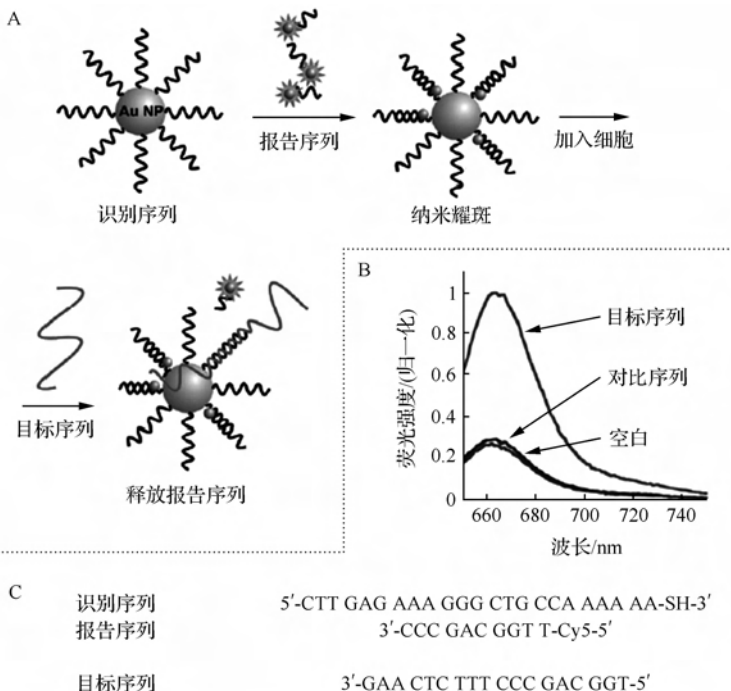 A
Au NP
报告序列
加入细胞
识别序列
纳米耀斑
目标序列
释放报告序列
B
荧光强度/(归一化)
1
0.8
0.6
0.4
0.2
0
目标序列
对比序列
空白
660 680 700 720 740
波长/nm
C
识别序列 5′-CTT GAG AAA GGG CTG CCA AAA AA-SH-3′
报告序列 3′-CCC GAC GGT T-Cy5-5′
目标序列 3′-GAA CTC TTT CCC GAC GGT-5′